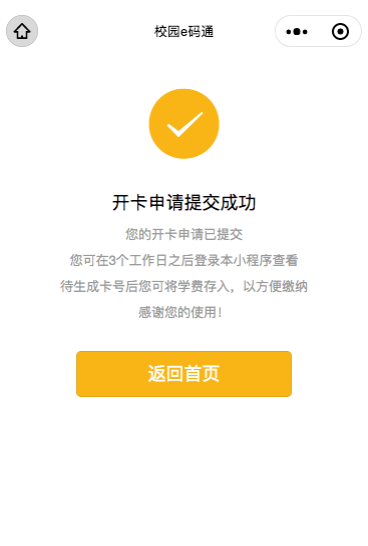 校园e码通
开卡申请提交成功
您的开卡申请已提交
您可在3个工作日之后登录本小程序查看
待生成卡号后您可将学费存入，以方便缴纳
感谢您的使用！
返回首页